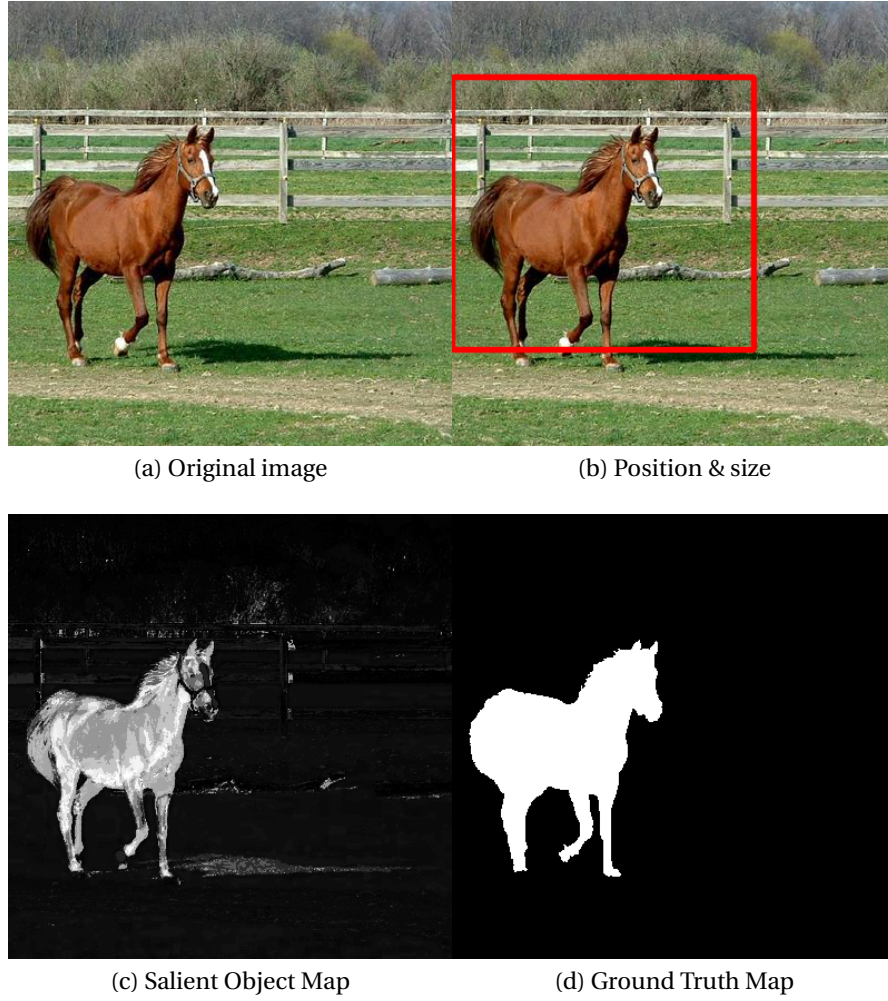 (a) Original image
(b) Position & size
(c) Salient Object Map
(d) Ground Truth Map